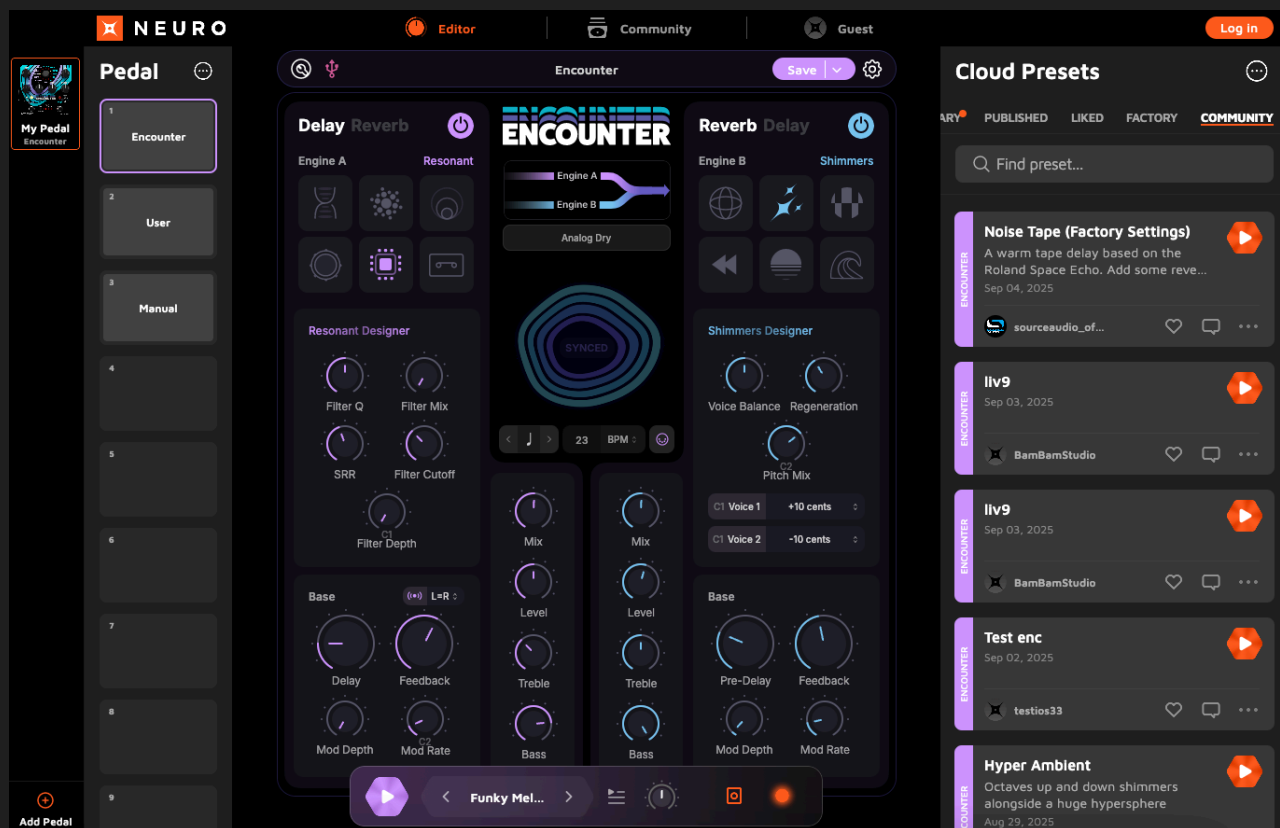 NEURO
Editor
Community
Guest
Log in
My Pedal
Encounter
Add Pedal
Pedal
1
Encounter
2
User
3
Manual
4
5
6
7
8
9
Encounter
Save
Delay Reverb
Engine A
Resonant
Resonant Designer
Filter Q
Filter Mix
SRR
Filter Cutoff
C1
Filter Depth
Base
L=R
Delay
Feedback
Mod Depth
C2
Mod Rate
ENCOUNTER
Engine A
Engine B
Analog Dry
SYNCED
23
BPM
Mix
Level
Treble
Bass
Mix
Level
Treble
Bass
Reverb Delay
Engine B
Shimmers
Shimmers Designer
Voice Balance
Regeneration
C2
Pitch Mix
C1 Voice 1
+10 cents
C1 Voice 2
-10 cents
Base
Pre-Delay
Feedback
Mod Depth
Mod Rate
Funky Mel...
Cloud Presets
ARY
PUBLISHED
LIKED
FACTORY
COMMUNITY
Find preset...
ENCOUNTER
Noise Tape (Factory Settings)
A warm tape delay based on the
Roland Space Echo. Add some reve...
Sep 04, 2025
sourceaudio_of...
ENCOUNTER
liv9
Sep 03, 2025
BamBamStudio
ENCOUNTER
liv9
Sep 03, 2025
BamBamStudio
ENCOUNTER
Test enc
Sep 02, 2025
testios33
ENCOUNTER
Hyper Ambient
Octaves up and down shimmers
alongside a huge hypersphere
Aug 29, 2025